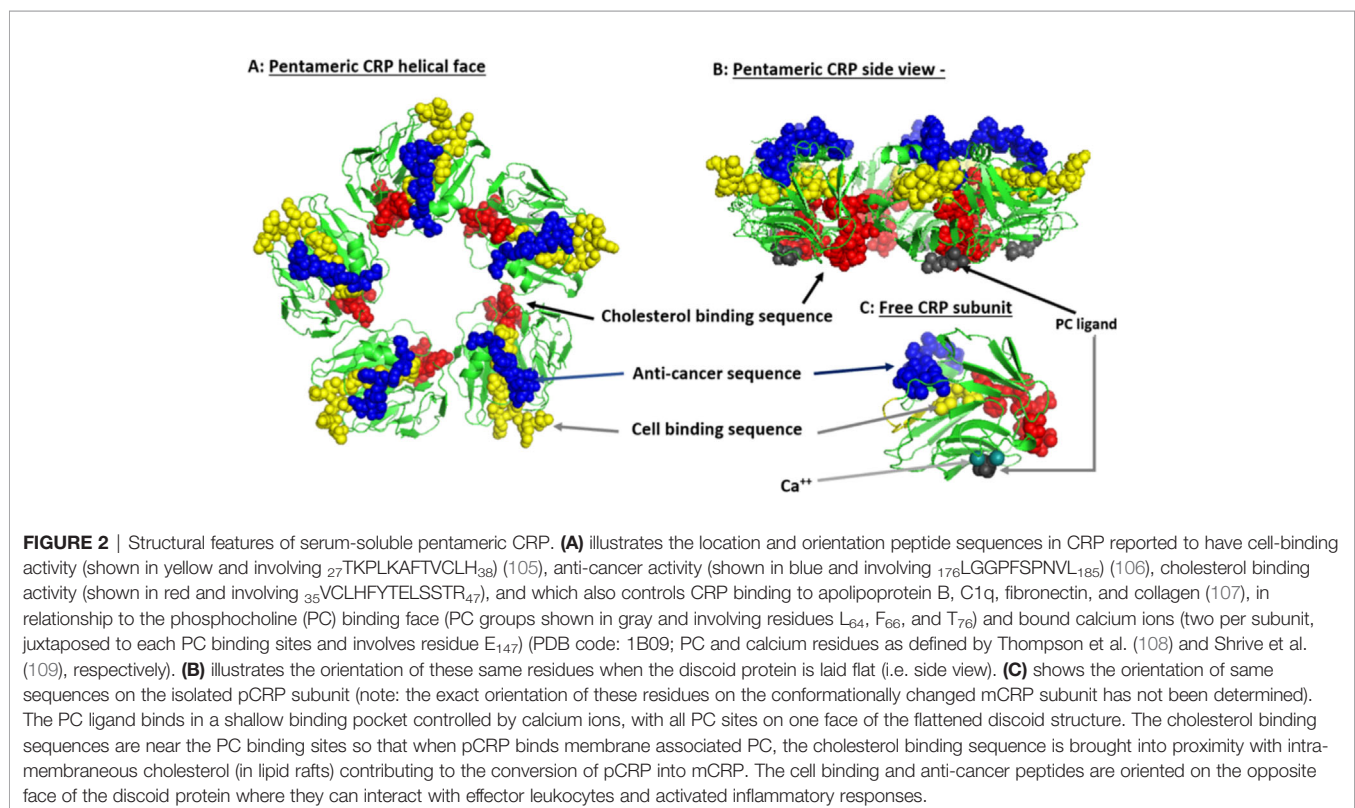 A: Pentameric CRP helical face
B: Pentameric CRP side view -
Cholesterol binding sequence
C: Free CRP subunit
PC ligand
Anti-cancer sequence
Cell binding sequence
Ca++
FIGURE 2 | Structural features of serum-soluble pentameric CRP. (A) illustrates the location and orientation peptide sequences in CRP reported to have cell-binding
activity (shown in yellow and involving 27TKPLKAFTVCLH38) (105), anti-cancer activity (shown in blue and involving 176LGGPFSPNVL185) (106), cholesterol binding
activity (shown in red and involving 35VCLHFYTELSSTR47), and which also controls CRP binding to apolipoprotein B, C1q, fibronectin, and collagen (107), in
relationship to the phosphocholine (PC) binding face (PC groups shown in gray and involving residues L64, F66, and T76) and bound calcium ions (two per subunit,
juxtaposed to each PC binding sites and involves residue E147) (PDB code: 1B09; PC and calcium residues as defined by Thompson et al. (108) and Shrive et al.
(109), respectively). (B) illustrates the orientation of these same residues when the discoid protein is laid flat (i.e. side view). (C) shows the orientation of same
sequences on the isolated pCRP subunit (note: the exact orientation of these residues on the conformationally changed mCRP subunit has not been determined).
The PC ligand binds in a shallow binding pocket controlled by calcium ions, with all PC sites on one face of the flattened discoid structure. The cholesterol binding
sequences are near the PC binding sites so that when pCRP binds membrane associated PC, the cholesterol binding sequence is brought into proximity with intra-
membraneous cholesterol (in lipid rafts) contributing to the conversion of pCRP into mCRP. The cell binding and anti-cancer peptides are oriented on the opposite
face of the discoid protein where they can interact with effector leukocytes and activated inflammatory responses.